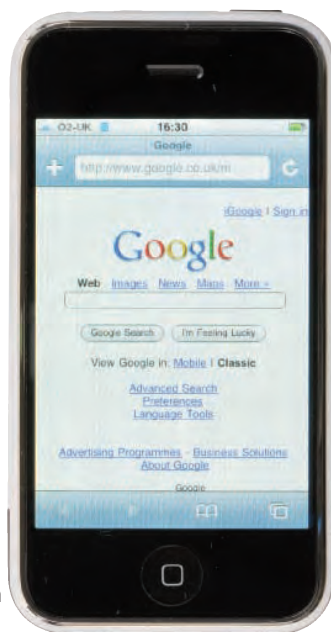 O2-UK 16:30
Google
http://www.google.co.uk/m
iGoogle | Sign in
Google
Web Images News Maps More
Google Search I'm Feeling Lucky
View Google in: Mobile | Classic
Advanced Search
Preferences
Language Tools
Advertising Programmes - Business Solutions
About Google
Google